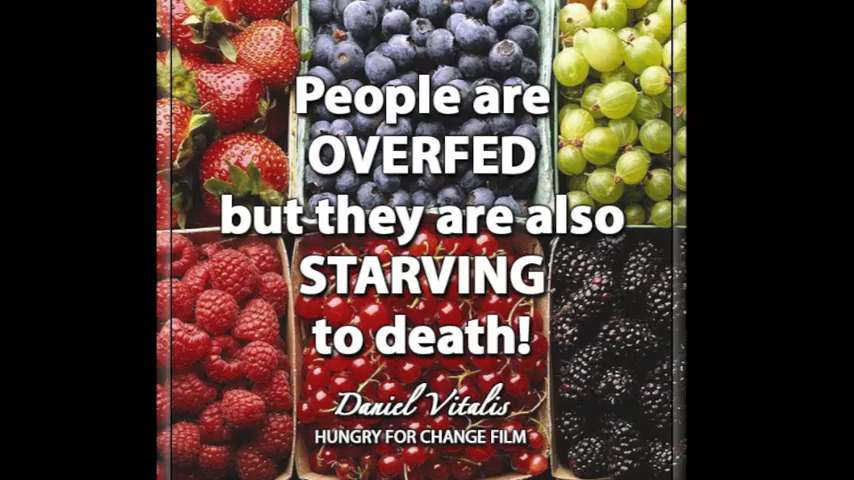 People are
OVERFED
but they are also
STARVING
to death!
Daniel Vitalis
HUNGRY FOR CHANGE FILM